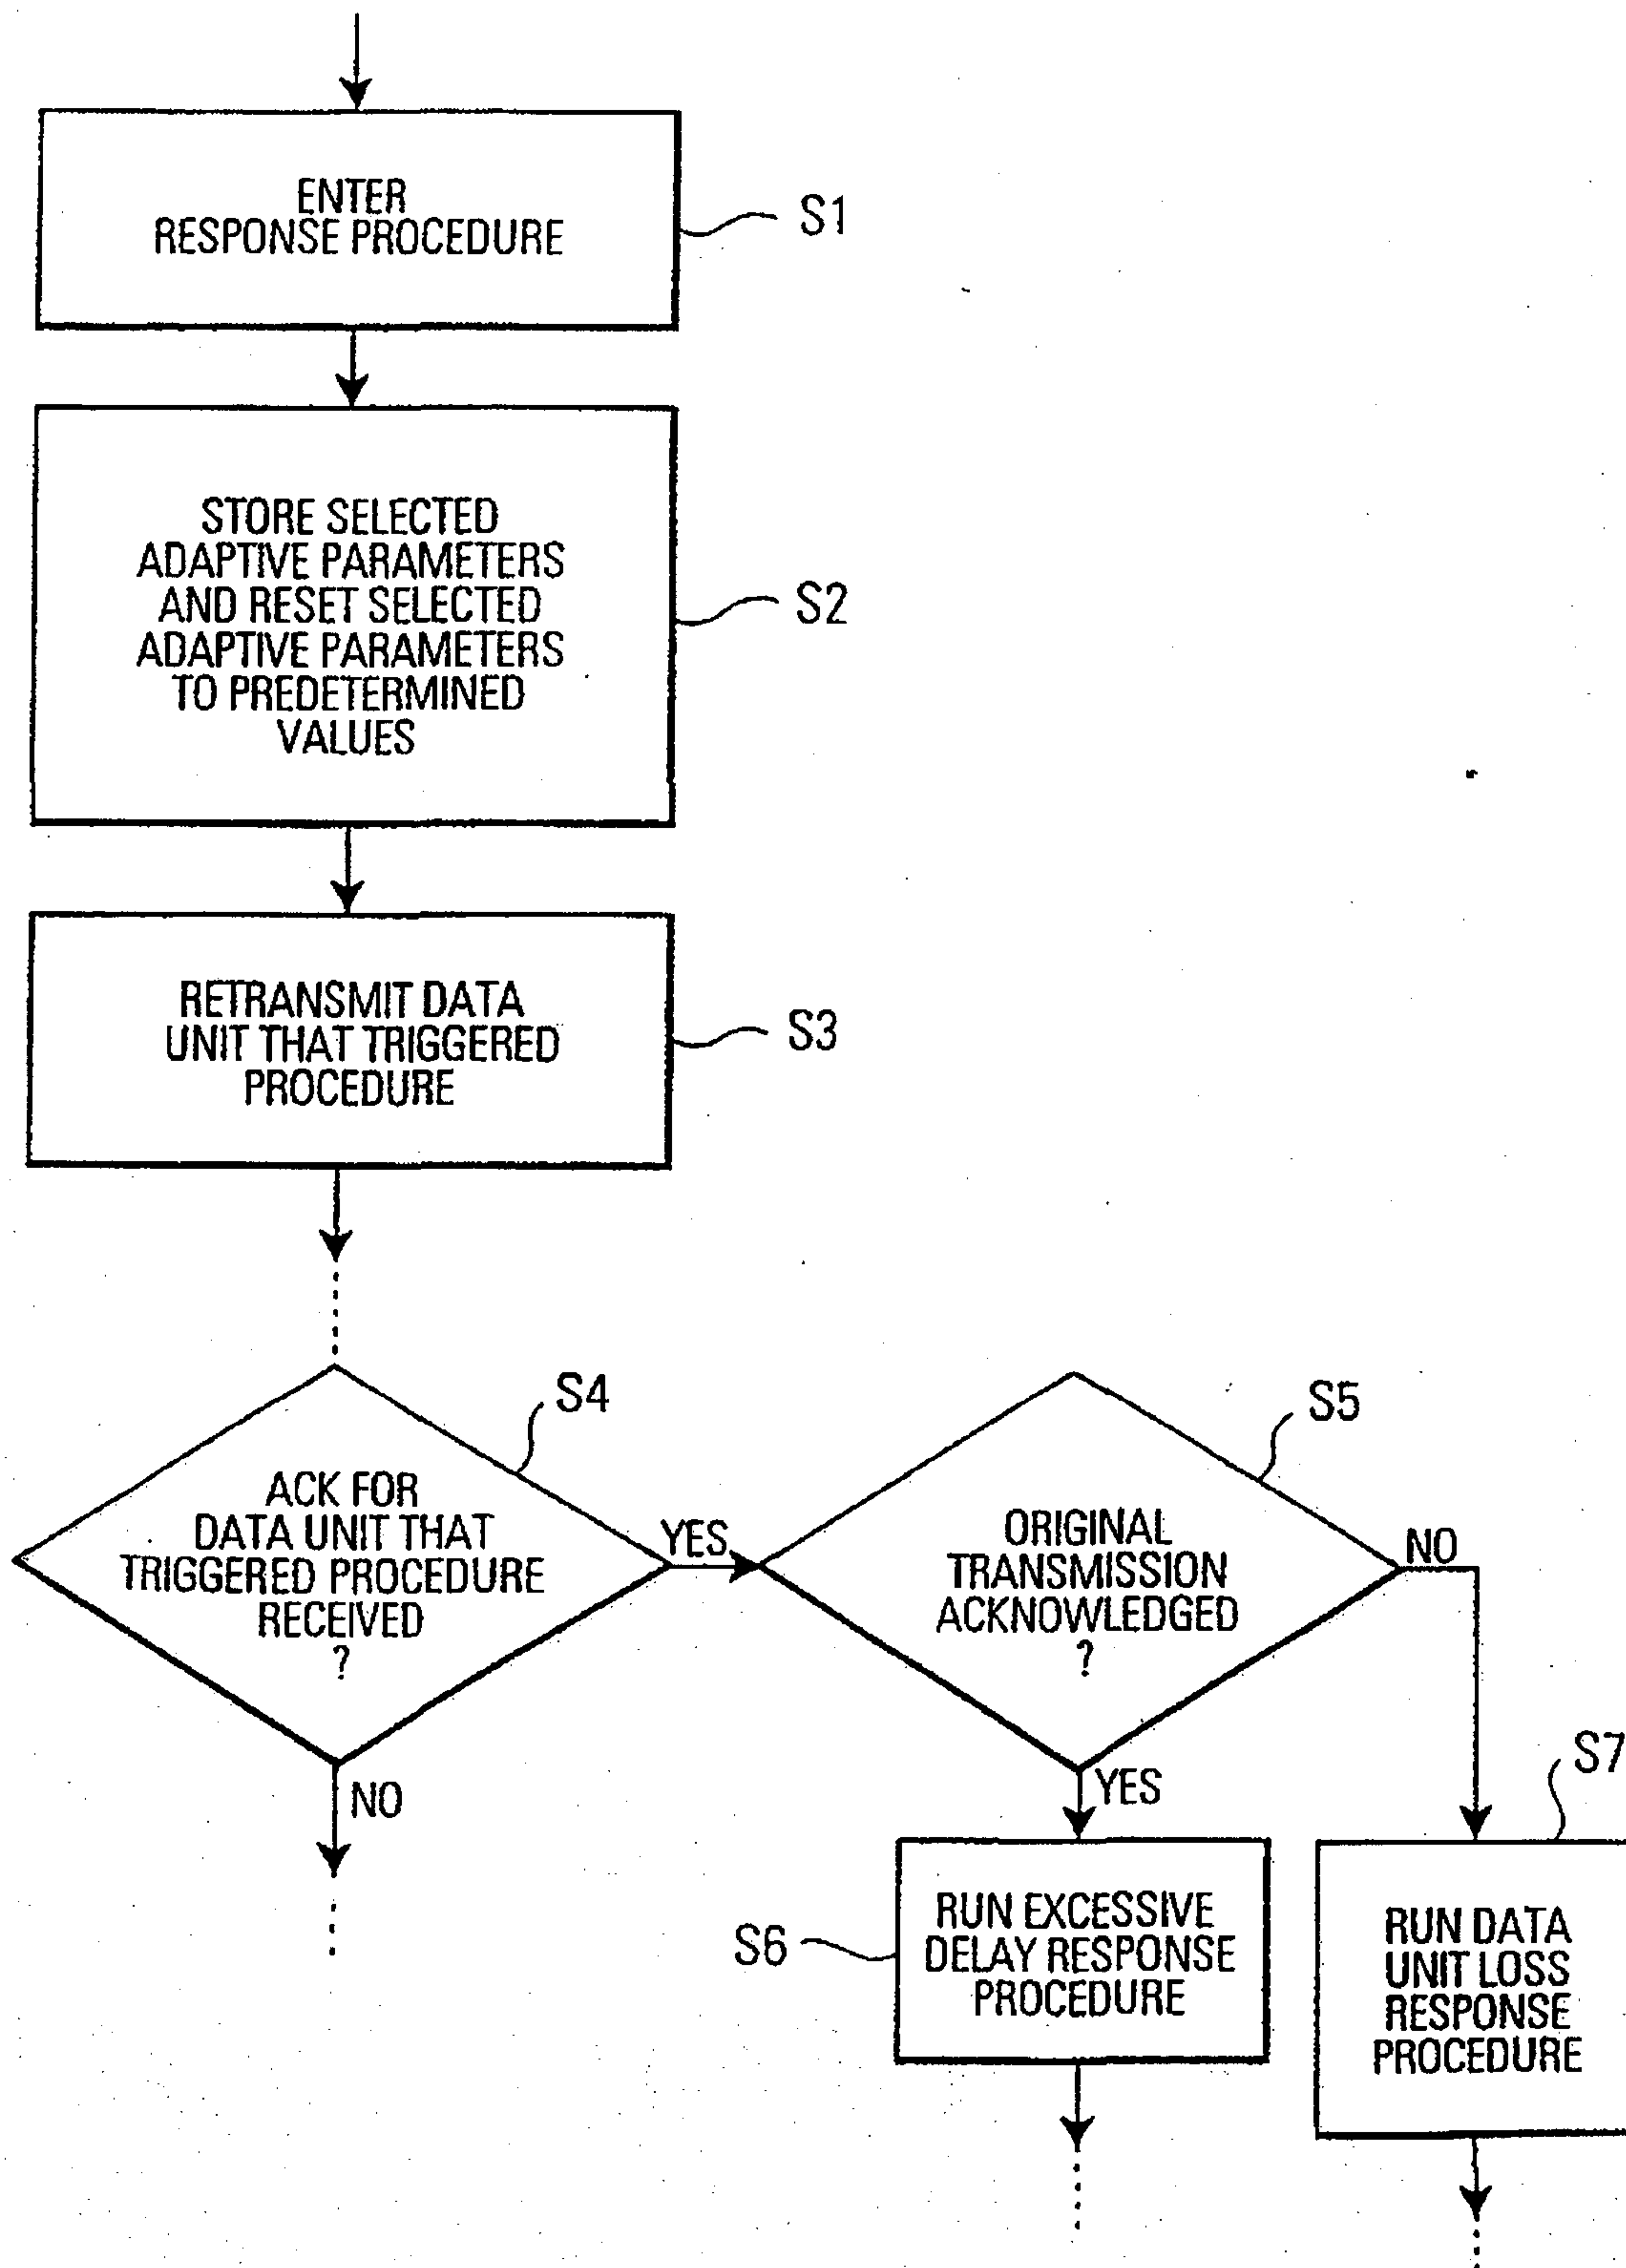 ENTER
RESPONSE PROCEDURE
S1
STORE SELECTED
ADAPTIVE PARAMETERS
AND RESET SELECTED
ADAPTIVE PARAMETERS
TO PREDETERMINED
VALUES
S2
RETRANSMIT DATA
UNIT THAT TRIGGERED
PROCEDURE
S3
S4
ACK FOR
DATA UNIT THAT
TRIGGERED PROCEDURE
RECEIVED
?
YES
NO
S5
ORIGINAL
TRANSMISSION
ACKNOWLEDGED
?
NO
YES
S6
RUN EXCESSIVE
DELAY RESPONSE
PROCEDURE
S7
RUN DATA
UNIT LOSS
RESPONSE
PROCEDURE